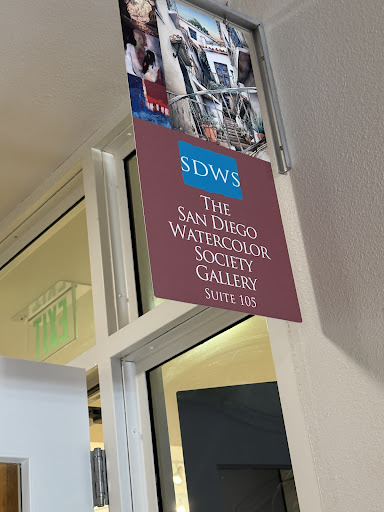 SDWS
THE
SAN DIEGO
WATERCOLOR
SOCIETY
GALLERY
SUITE 105
EXIT